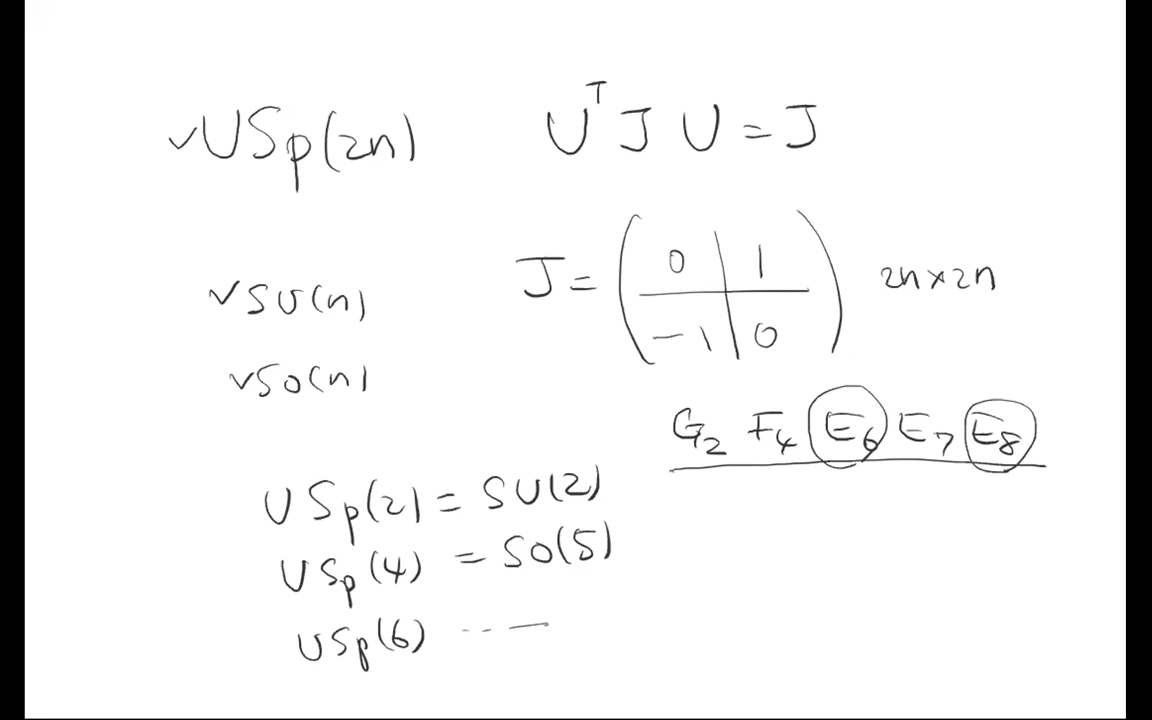 ✓USp(2n) U^T J U = J
J = ( 0 | 1
-1 | 0 ) 2n×2n
✓SU(n)
✓SO(n)
G₂ F₄ E₆ E₇ E₈
USp(2) = SU(2)
USp(4) = SO(5)
USp(6) -- —